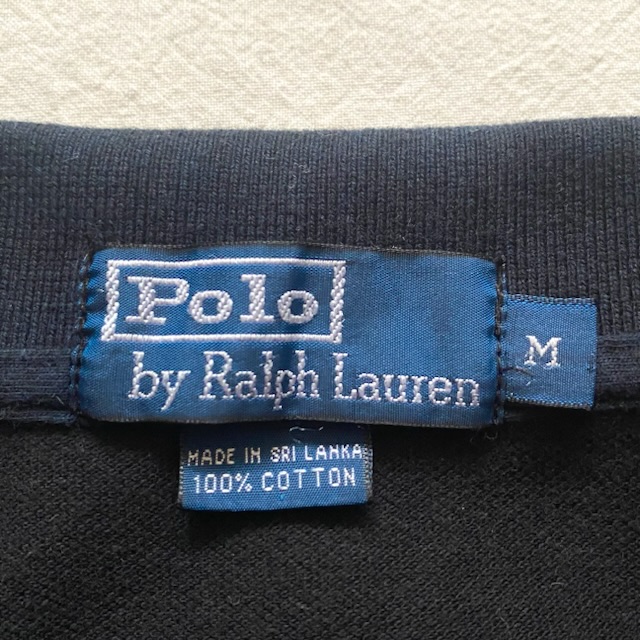 Polo
by Ralph Lauren
M
MADE IN SRI LANKA
100% COTTON